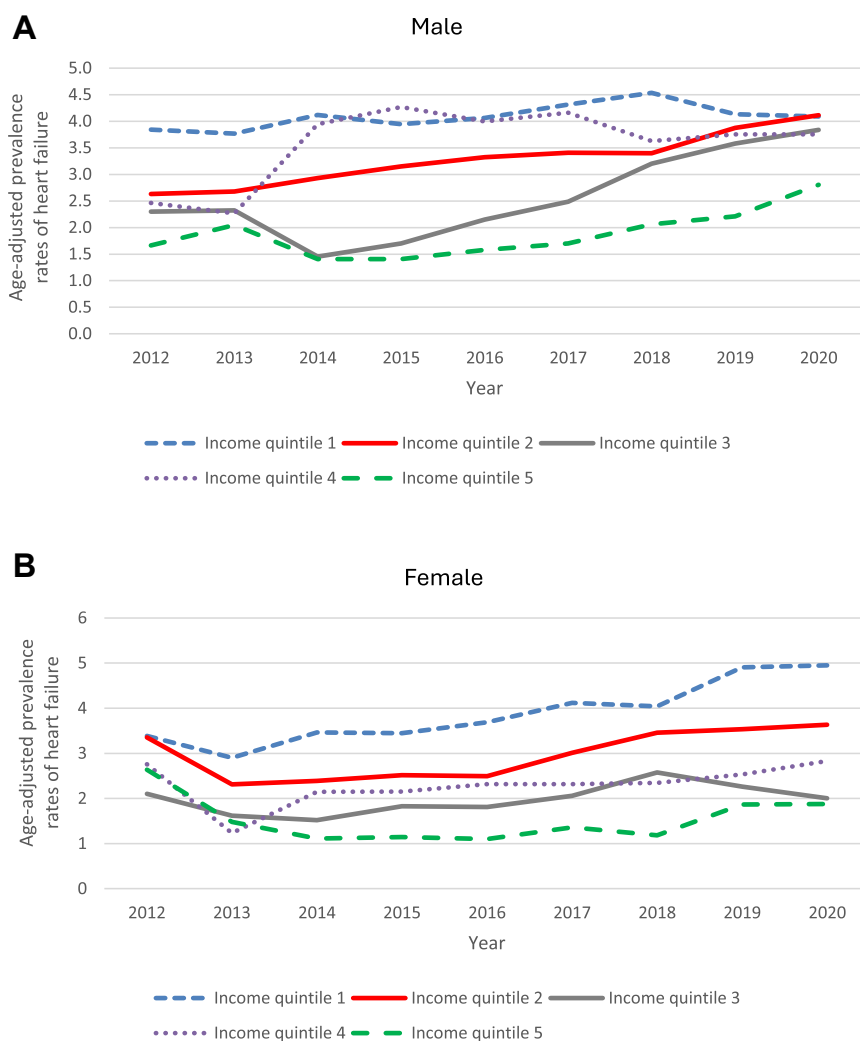 A
Male
Age-adjusted prevalence
rates of heart failure
5.0
4.5
4.0
3.5
3.0
2.5
2.0
1.5
1.0
0.5
0.0
2012 2013 2014 2015 2016 2017 2018 2019 2020
Year
Income quintile 1 Income quintile 2 Income quintile 3
Income quintile 4 Income quintile 5
B
Female
Age-adjusted prevalence
rates of heart failure
6
5
4
3
2
1
0
2012 2013 2014 2015 2016 2017 2018 2019 2020
Year
Income quintile 1 Income quintile 2 Income quintile 3
Income quintile 4 Income quintile 5